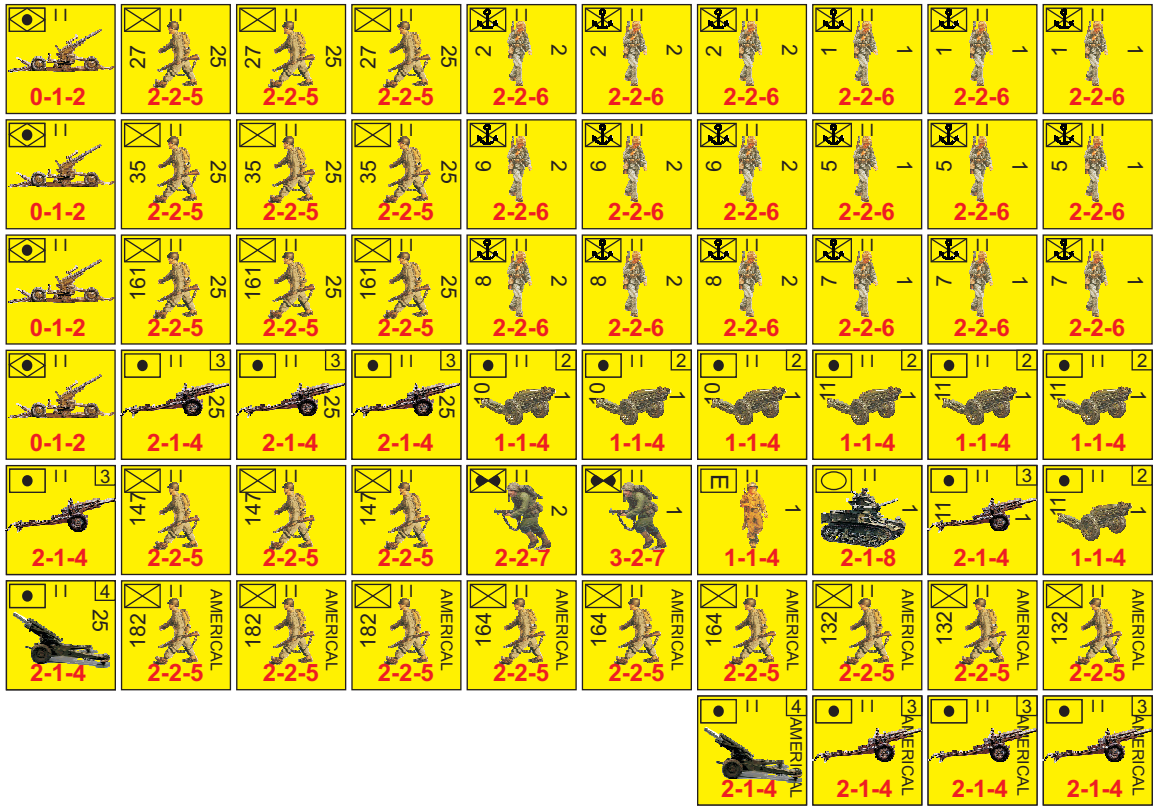 II
0-1-2
27 II 25
2-2-5
27 II 25
2-2-5
27 II 25
2-2-5
2 II 2
2-2-6
2 II 2
2-2-6
2 II 2
2-2-6
1 II 1
2-2-6
1 II 1
2-2-6
1 II 1
2-2-6
II
0-1-2
35 II 25
2-2-5
35 II 25
2-2-5
35 II 25
2-2-5
6 II 2
2-2-6
6 II 2
2-2-6
6 II 2
2-2-6
5 II 1
2-2-6
5 II 1
2-2-6
5 II 1
2-2-6
II
0-1-2
161 II 25
2-2-5
161 II 25
2-2-5
161 II 25
2-2-5
8 II 2
2-2-6
8 II 2
2-2-6
8 II 2
2-2-6
7 II 1
2-2-6
7 II 1
2-2-6
7 II 1
2-2-6
II
0-1-2
II 3
25
2-1-4
II 3
25
2-1-4
II 3
25
2-1-4
II 2
10 1
1-1-4
II 2
10 1
1-1-4
II 2
10 1
1-1-4
II 2
11 1
1-1-4
II 2
11 1
1-1-4
II 2
11 1
1-1-4
II 3
2-1-4
147 II 25
2-2-5
147 II 25
2-2-5
147 II 25
2-2-5
II 2
2-2-7
II 1
3-2-7
E II 1
1-1-4
II 1
2-1-8
II 3
11 1
2-1-4
II 2
11 1
1-1-4
II 4
25
2-1-4
182 II AMERICAL
2-2-5
182 II AMERICAL
2-2-5
182 II AMERICAL
2-2-5
164 II AMERICAL
2-2-5
164 II AMERICAL
2-2-5
164 II AMERICAL
2-2-5
132 II AMERICAL
2-2-5
132 II AMERICAL
2-2-5
132 II AMERICAL
2-2-5
II 4
AMERICAL
2-1-4
II 3
AMERICAL
2-1-4
II 3
AMERICAL
2-1-4
II 3
AMERICAL
2-1-4